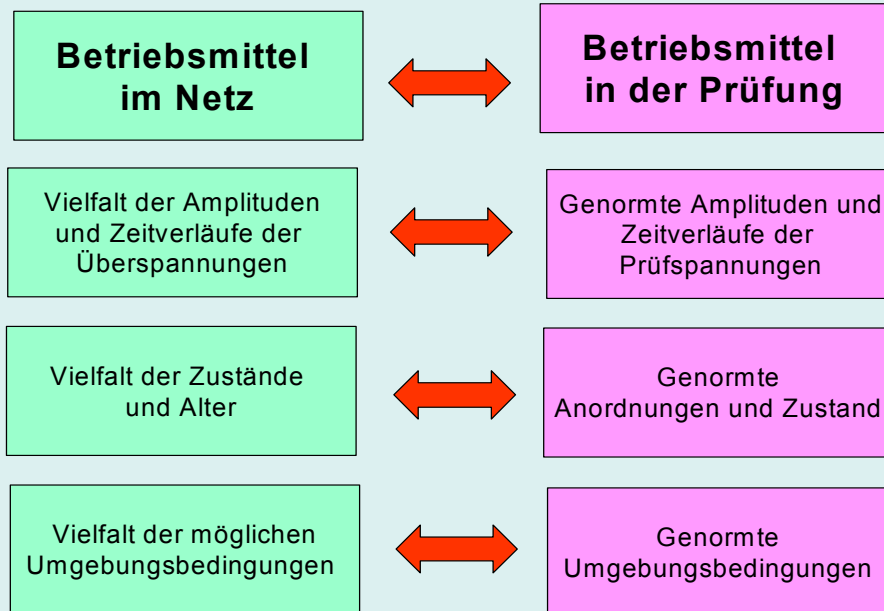 Betriebsmittel
im Netz
Betriebsmittel
in der Prüfung
Vielfalt der Amplituden
und Zeitverläufe der
Überspannungen
Genormte Amplituden und
Zeitverläufe der
Prüfspannungen
Vielfalt der Zustände
und Alter
Genormte
Anordnungen und Zustand
Vielfalt der möglichen
Umgebungsbedingungen
Genormte
Umgebungsbedingungen